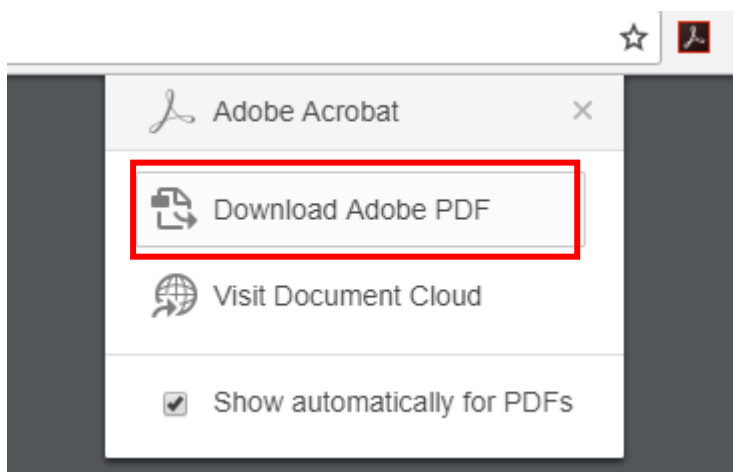 Adobe Acrobat
Download Adobe PDF
Visit Document Cloud
Show automatically for PDFs